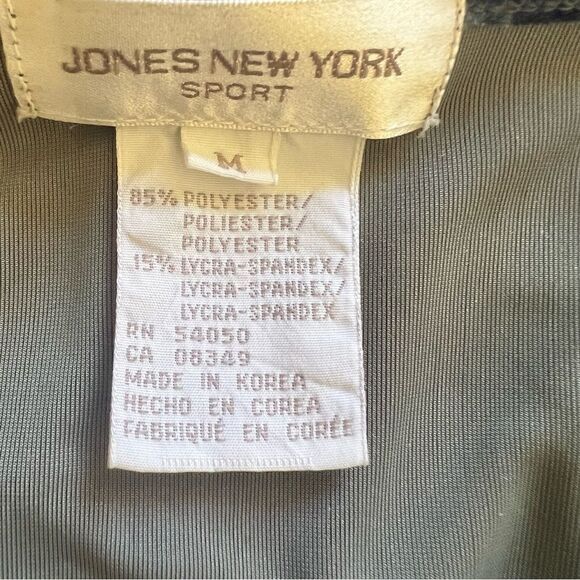 JONES NEW YORK
SPORT
M
85% POLYESTER/
POLIESTER/
POLYESTER
15% LYCRA-SPANDEX/
LYCRA-SPANDEX/
LYCRA-SPANDEX
RN 54050
CA 08349
MADE IN KOREA
HECHO EN COREA
FABRIQUÉ EN CORÉE